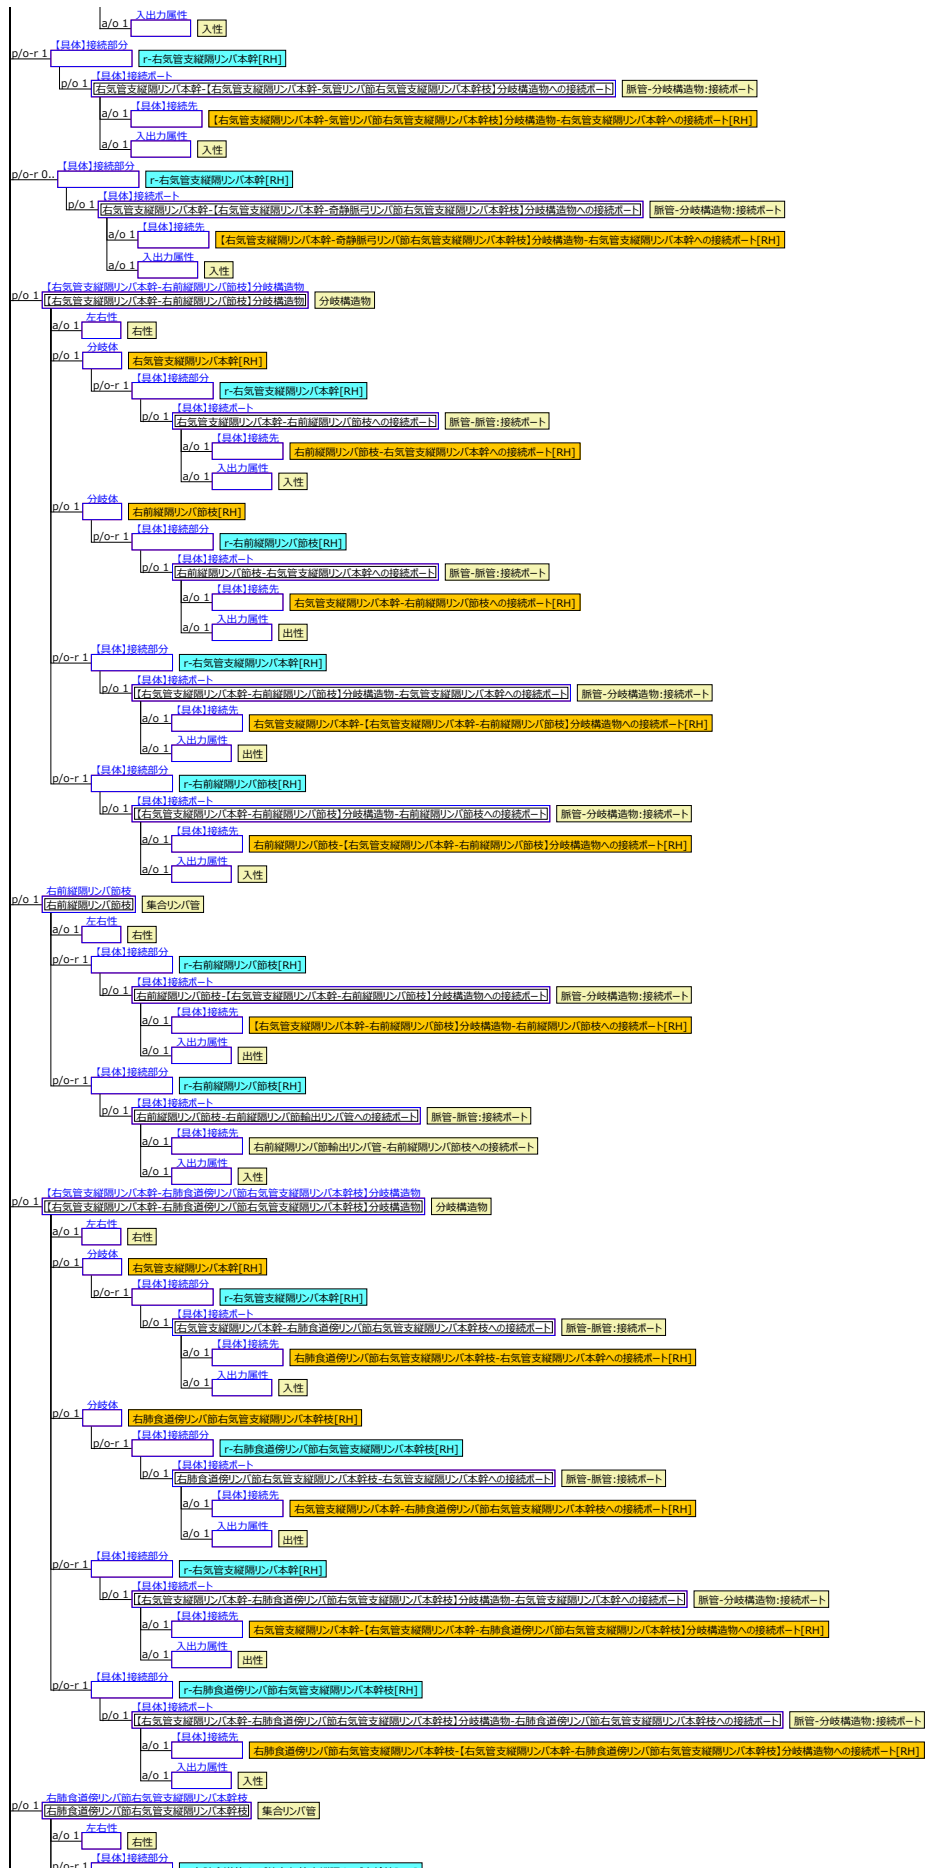 入出力属性
a/o 1 入性
【具体】接続部分
p/o-r 1 r-右気管支縦隔リンパ本幹[RH]
【具体】接続ポート
p/o 1 右気管支縦隔リンパ本幹-【右気管支縦隔リンパ本幹-気管リンパ節右気管支縦隔リンパ本幹枝】分岐構造物への接続ポート 脈管-分岐構造物:接続ポート
【具体】接続先
a/o 1 【右気管支縦隔リンパ本幹-気管リンパ節右気管支縦隔リンパ本幹枝】分岐構造物-右気管支縦隔リンパ本幹への接続ポート[RH]
入出力属性
a/o 1 入性
【具体】接続部分
p/o-r 0.. r-右気管支縦隔リンパ本幹[RH]
【具体】接続ポート
p/o 1 右気管支縦隔リンパ本幹-【右気管支縦隔リンパ本幹-奇静脈弓リンパ節右気管支縦隔リンパ本幹枝】分岐構造物への接続ポート 脈管-分岐構造物:接続ポート
【具体】接続先
a/o 1 【右気管支縦隔リンパ本幹-奇静脈弓リンパ節右気管支縦隔リンパ本幹枝】分岐構造物-右気管支縦隔リンパ本幹への接続ポート[RH]
入出力属性
a/o 1 入性
【右気管支縦隔リンパ本幹-右前縦隔リンパ節枝】分岐構造物
p/o 1 【右気管支縦隔リンパ本幹-右前縦隔リンパ節枝】分岐構造物 分岐構造物
左右性
a/o 1 右性
分岐体
p/o 1 右気管支縦隔リンパ本幹[RH]
【具体】接続部分
p/o-r 1 r-右気管支縦隔リンパ本幹[RH]
【具体】接続ポート
p/o 1 右気管支縦隔リンパ本幹-右前縦隔リンパ節枝への接続ポート 脈管-脈管:接続ポート
【具体】接続先
a/o 1 右前縦隔リンパ節枝-右気管支縦隔リンパ本幹への接続ポート[RH]
入出力属性
a/o 1 入性
分岐体
p/o 1 右前縦隔リンパ節枝[RH]
【具体】接続部分
p/o-r 1 r-右前縦隔リンパ節枝[RH]
【具体】接続ポート
p/o 1 右前縦隔リンパ節枝-右気管支縦隔リンパ本幹への接続ポート 脈管-脈管:接続ポート
【具体】接続先
a/o 1 右気管支縦隔リンパ本幹-右前縦隔リンパ節枝への接続ポート[RH]
入出力属性
a/o 1 出性
【具体】接続部分
p/o-r 1 r-右気管支縦隔リンパ本幹[RH]
【具体】接続ポート
p/o 1 【右気管支縦隔リンパ本幹-右前縦隔リンパ節枝】分岐構造物-右気管支縦隔リンパ本幹への接続ポート 脈管-分岐構造物:接続ポート
【具体】接続先
a/o 1 右気管支縦隔リンパ本幹-【右気管支縦隔リンパ本幹-右前縦隔リンパ節枝】分岐構造物への接続ポート[RH]
入出力属性
a/o 1 出性
【具体】接続部分
p/o-r 1 r-右前縦隔リンパ節枝[RH]
【具体】接続ポート
p/o 1 【右気管支縦隔リンパ本幹-右前縦隔リンパ節枝】分岐構造物-右前縦隔リンパ節枝への接続ポート 脈管-分岐構造物:接続ポート
【具体】接続先
a/o 1 右前縦隔リンパ節枝-【右気管支縦隔リンパ本幹-右前縦隔リンパ節枝】分岐構造物への接続ポート[RH]
入出力属性
a/o 1 入性
右前縦隔リンパ節枝
p/o 1 右前縦隔リンパ節枝 集合リンパ管
左右性
a/o 1 右性
【具体】接続部分
p/o-r 1 r-右前縦隔リンパ節枝[RH]
【具体】接続ポート
p/o 1 右前縦隔リンパ節枝-【右気管支縦隔リンパ本幹-右前縦隔リンパ節枝】分岐構造物への接続ポート 脈管-分岐構造物:接続ポート
【具体】接続先
a/o 1 【右気管支縦隔リンパ本幹-右前縦隔リンパ節枝】分岐構造物-右前縦隔リンパ節枝への接続ポート[RH]
入出力属性
a/o 1 出性
【具体】接続部分
p/o-r 1 r-右前縦隔リンパ節枝[RH]
【具体】接続ポート
p/o 1 右前縦隔リンパ節枝-右前縦隔リンパ節輸出リンパ管への接続ポート 脈管-脈管:接続ポート
【具体】接続先
a/o 1 右前縦隔リンパ節輸出リンパ管-右前縦隔リンパ節枝への接続ポート
入出力属性
a/o 1 入性
【右気管支縦隔リンパ本幹-右肺食道傍リンパ節右気管支縦隔リンパ本幹枝】分岐構造物
p/o 1 【右気管支縦隔リンパ本幹-右肺食道傍リンパ節右気管支縦隔リンパ本幹枝】分岐構造物 分岐構造物
左右性
a/o 1 右性
分岐体
p/o 1 右気管支縦隔リンパ本幹[RH]
【具体】接続部分
p/o-r 1 r-右気管支縦隔リンパ本幹[RH]
【具体】接続ポート
p/o 1 右気管支縦隔リンパ本幹-右肺食道傍リンパ節右気管支縦隔リンパ本幹枝への接続ポート 脈管-脈管:接続ポート
【具体】接続先
a/o 1 右肺食道傍リンパ節右気管支縦隔リンパ本幹枝-右気管支縦隔リンパ本幹への接続ポート[RH]
入出力属性
a/o 1 入性
分岐体
p/o 1 右肺食道傍リンパ節右気管支縦隔リンパ本幹枝[RH]
【具体】接続部分
p/o-r 1 r-右肺食道傍リンパ節右気管支縦隔リンパ本幹枝[RH]
【具体】接続ポート
p/o 1 右肺食道傍リンパ節右気管支縦隔リンパ本幹枝-右気管支縦隔リンパ本幹への接続ポート 脈管-脈管:接続ポート
【具体】接続先
a/o 1 右気管支縦隔リンパ本幹-右肺食道傍リンパ節右気管支縦隔リンパ本幹枝への接続ポート[RH]
入出力属性
a/o 1 出性
【具体】接続部分
p/o-r 1 r-右気管支縦隔リンパ本幹[RH]
【具体】接続ポート
p/o 1 【右気管支縦隔リンパ本幹-右肺食道傍リンパ節右気管支縦隔リンパ本幹枝】分岐構造物-右気管支縦隔リンパ本幹への接続ポート 脈管-分岐構造物:接続ポート
【具体】接続先
a/o 1 右気管支縦隔リンパ本幹-【右気管支縦隔リンパ本幹-右肺食道傍リンパ節右気管支縦隔リンパ本幹枝】分岐構造物への接続ポート[RH]
入出力属性
a/o 1 出性
【具体】接続部分
p/o-r 1 r-右肺食道傍リンパ節右気管支縦隔リンパ本幹枝[RH]
【具体】接続ポート
p/o 1 【右気管支縦隔リンパ本幹-右肺食道傍リンパ節右気管支縦隔リンパ本幹枝】分岐構造物-右肺食道傍リンパ節右気管支縦隔リンパ本幹枝への接続ポート 脈管-分岐構造物:接続ポート
【具体】接続先
a/o 1 右肺食道傍リンパ節右気管支縦隔リンパ本幹枝-【右気管支縦隔リンパ本幹-右肺食道傍リンパ節右気管支縦隔リンパ本幹枝】分岐構造物への接続ポート[RH]
入出力属性
a/o 1 入性
右肺食道傍リンパ節右気管支縦隔リンパ本幹枝
p/o 1 右肺食道傍リンパ節右気管支縦隔リンパ本幹枝 集合リンパ管
左右性
a/o 1 右性
【具体】接続部分
p/o-r 1